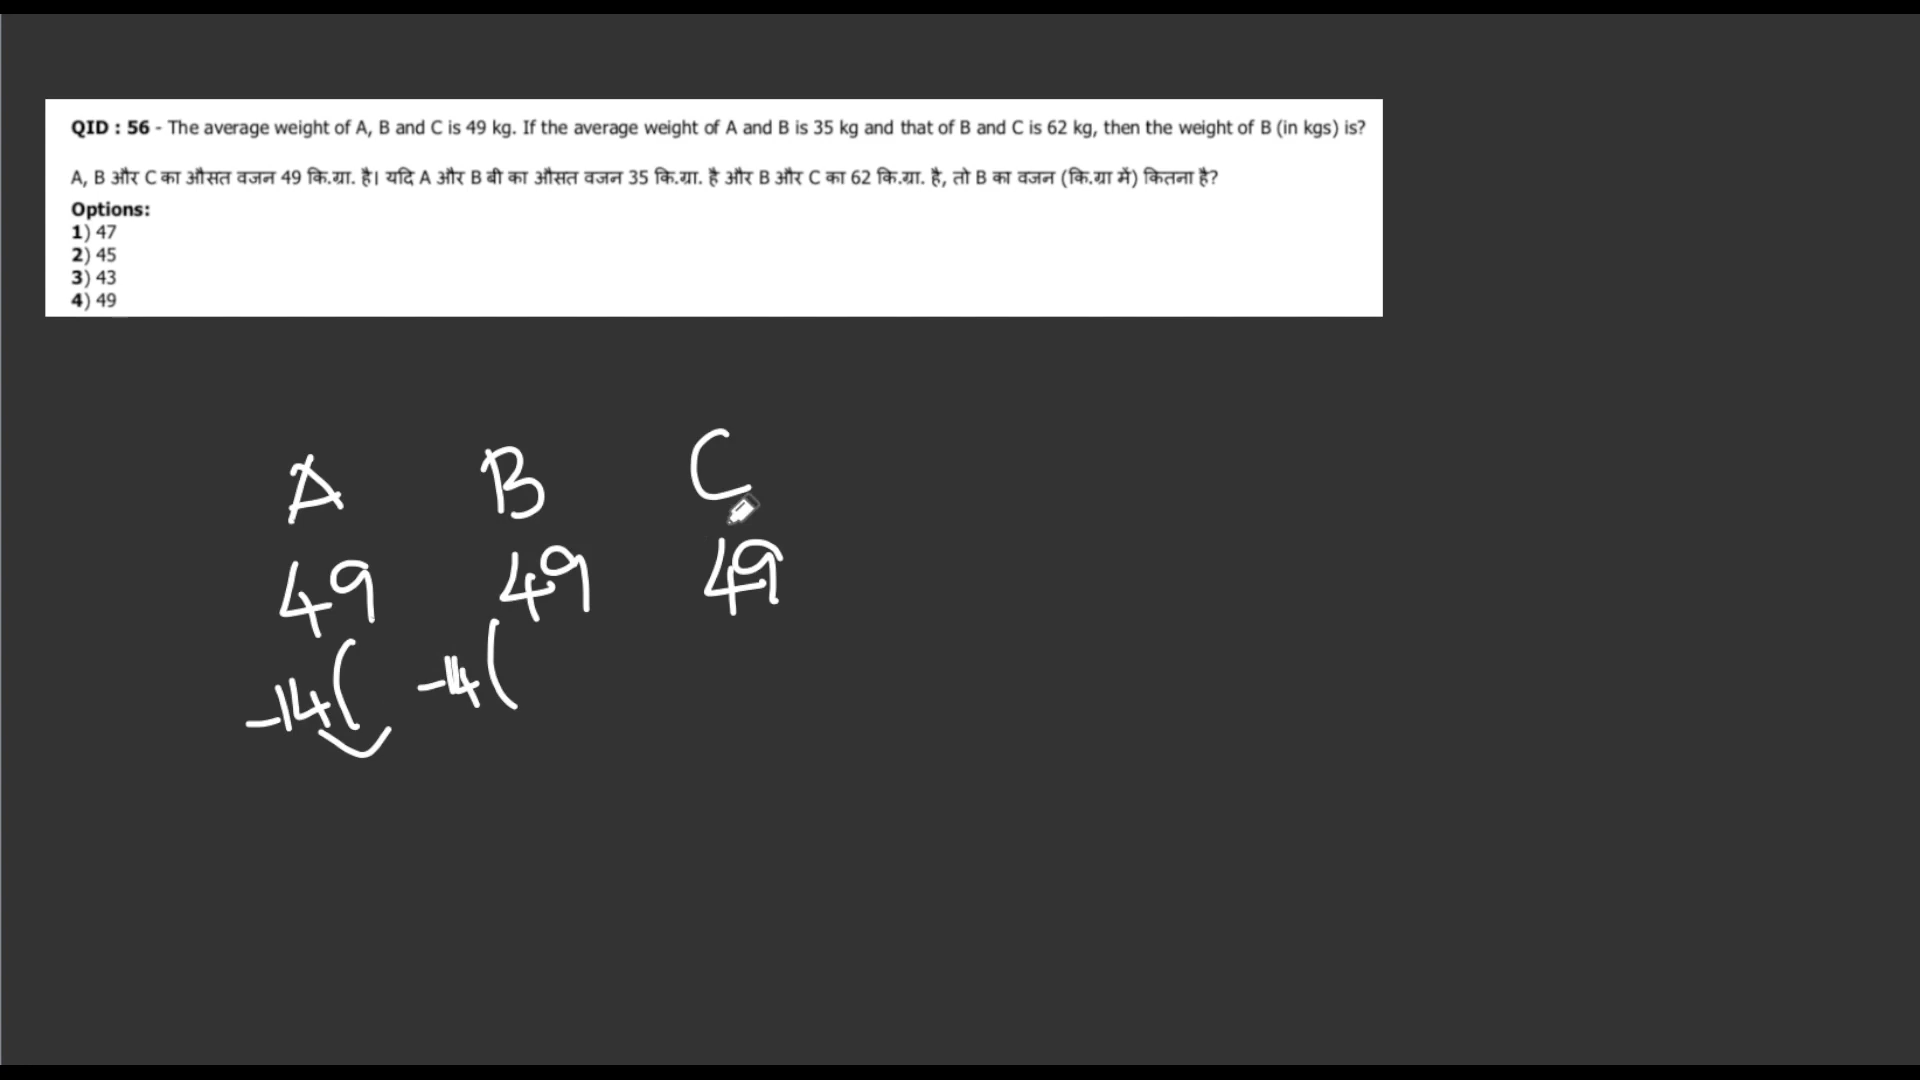 QID : 56 - The average weight of A, B and C is 49 kg. If the average weight of A and B is 35 kg and that of B and C is 62 kg, then the weight of B (in kgs) is?
A, B और C का औसत वजन 49 कि.ग्रा. है। यदि A और B बी का औसत वजन 35 कि.ग्रा. है और B और C का 62 कि.ग्रा. है, तो B का वजन (कि.ग्रा में) कितना है?
Options:
1) 47
2) 45
3) 43
4) 49
A B C
49 49 49
-14( -14(